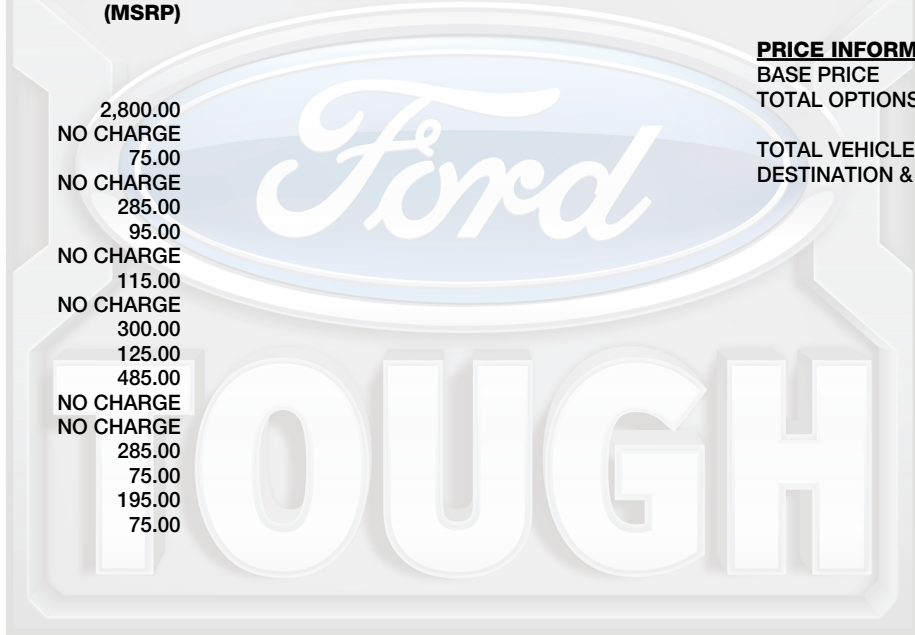 (MSRP)
2,800.00
NO CHARGE
75.00
NO CHARGE
285.00
95.00
NO CHARGE
115.00
NO CHARGE
300.00
125.00
485.00
NO CHARGE
NO CHARGE
285.00
75.00
195.00
75.00
PRICE INFORM
BASE PRICE
TOTAL OPTIONS
TOTAL VEHICLE
DESTINATION &
Ford
TOUGH